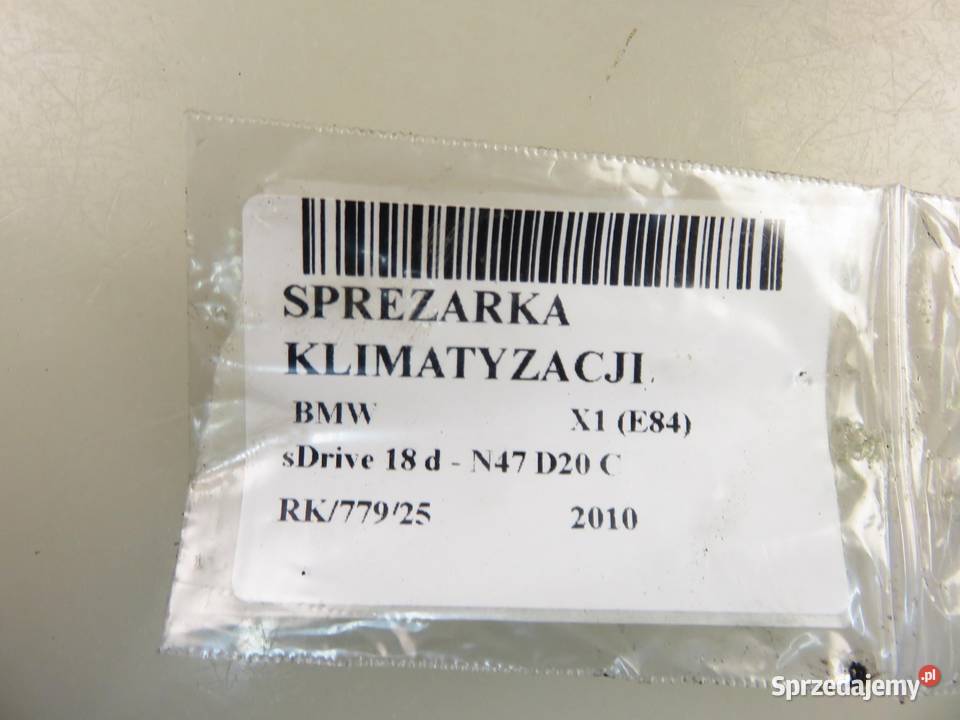 SPREZARKA
KLIMATYZACJI
BMW X1 (E84)
sDrive 18 d - N47 D20 C
RK/779/25 2010
Sprzedajemy.pl